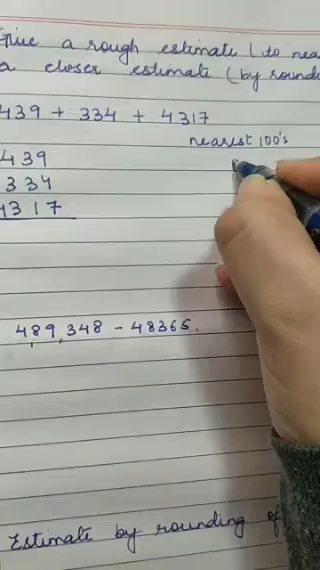 Give a rough estimate (to nea
a closer estimate (by round
439 + 334 + 4317
nearest 100's
439
334
4317
489,348 - 48365.
Estimate by rounding of